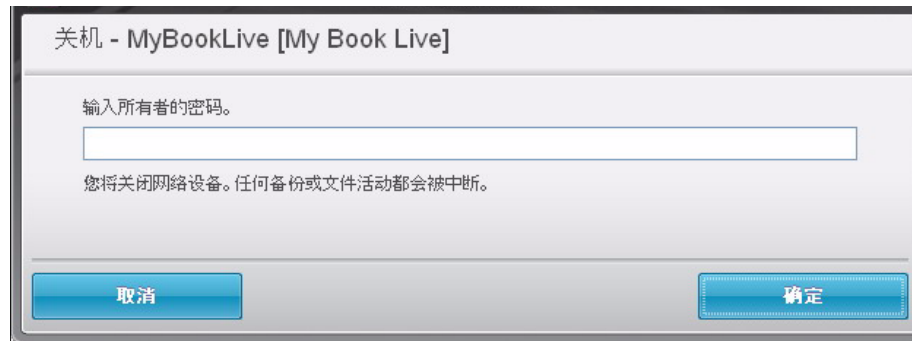 关机 - MyBookLive [My Book Live]
输入所有者的密码。
您将关闭网络设备。任何备份或文件活动都会被中断。
取消
确定